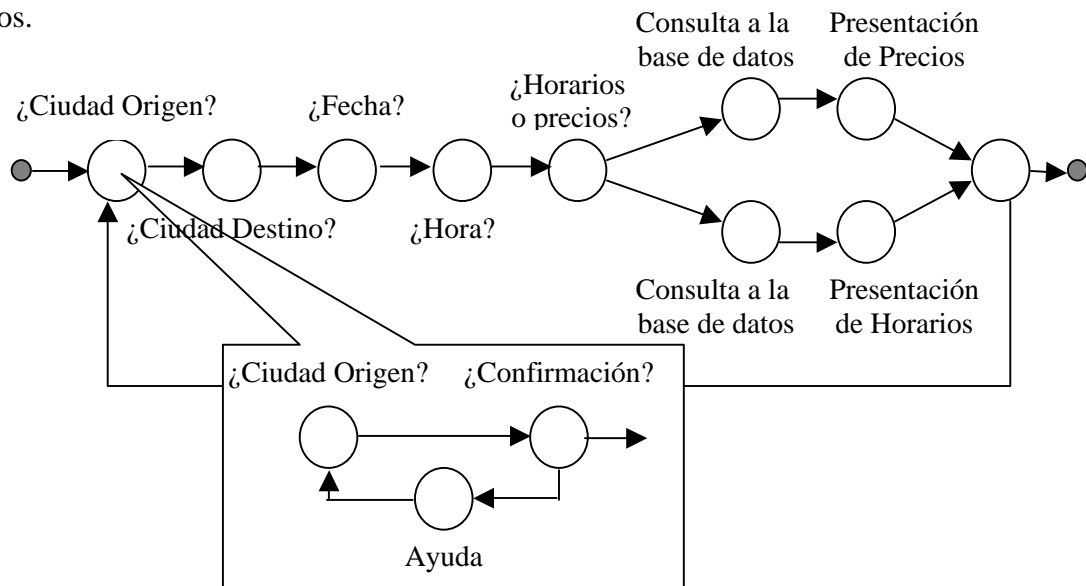 os.
Consulta a la
base de datos
Presentación
de Precios
¿Ciudad Origen?
¿Fecha?
¿Horarios
o precios?
¿Ciudad Destino?
¿Hora?
Consulta a la
base de datos
Presentación
de Horarios
¿Ciudad Origen?
¿Confirmación?
Ayuda